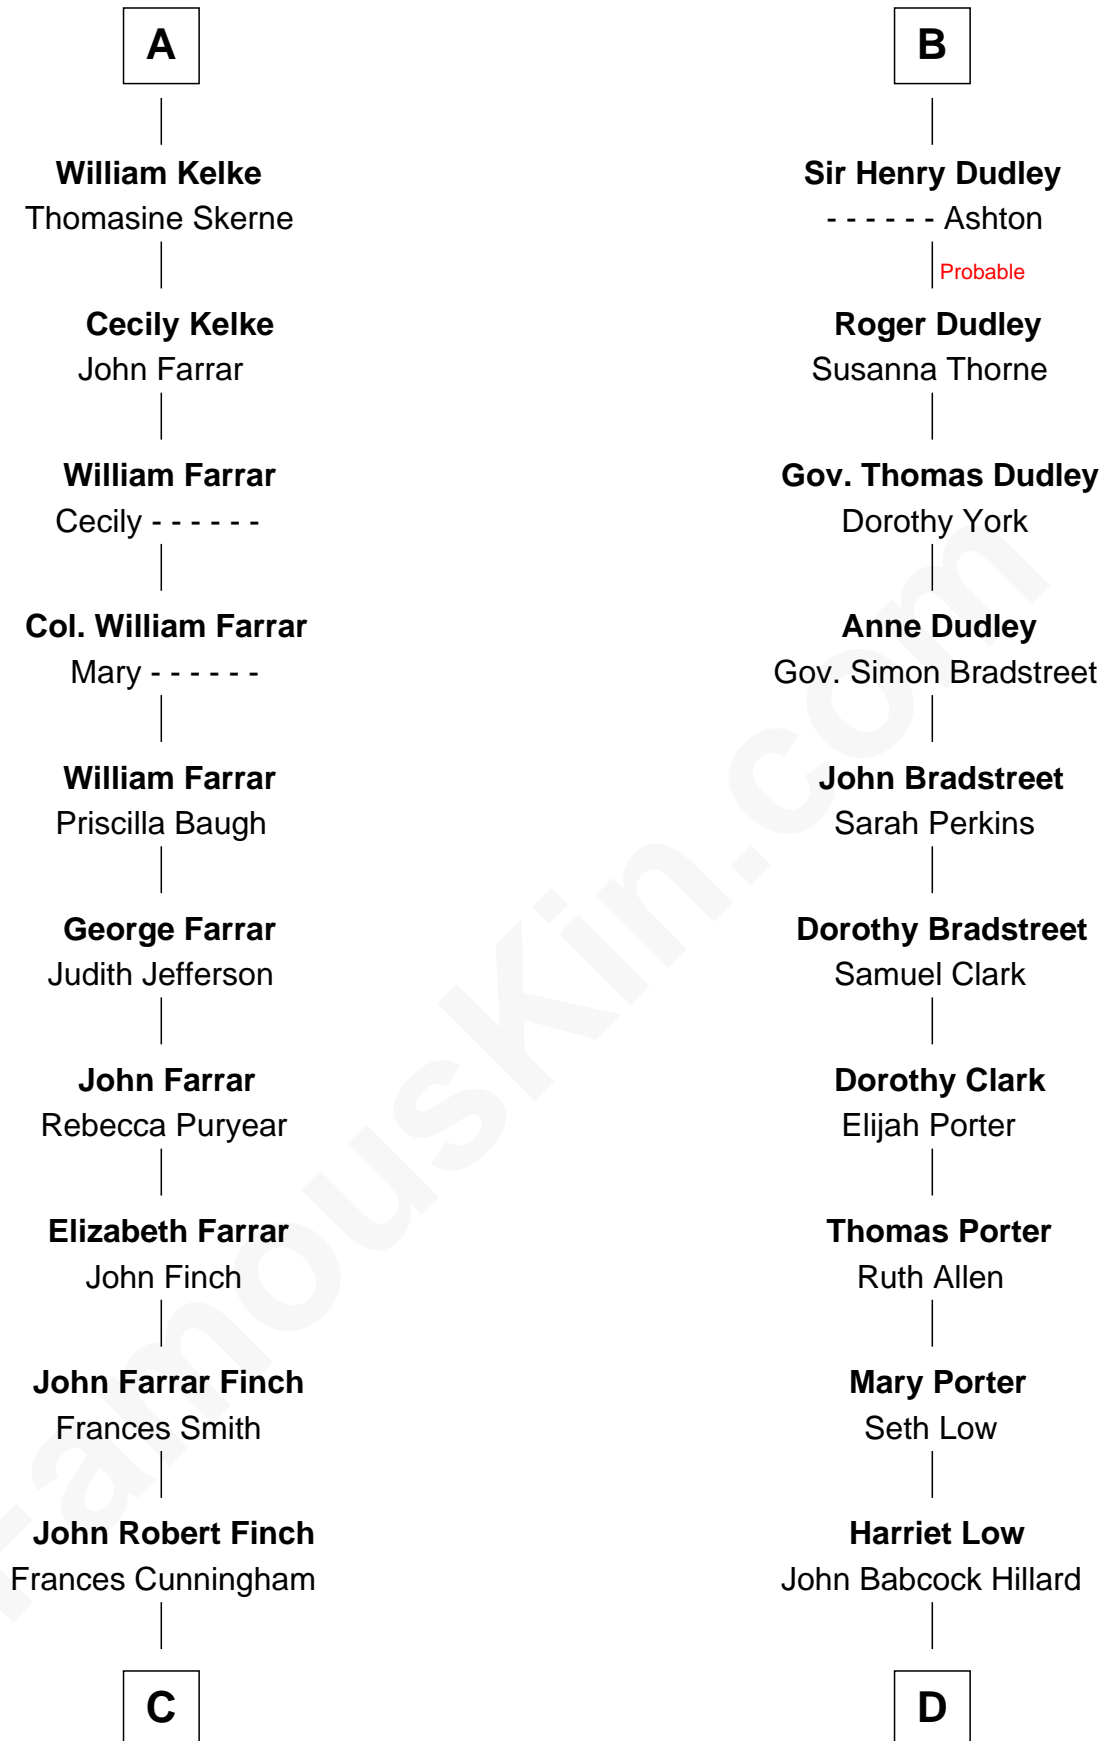 A
William Kelke
Thomasine Skerne
Cecily Kelke
John Farrar
William Farrar
Cecily - - - - - -
Col. William Farrar
Mary - - - - - -
William Farrar
Priscilla Baugh
George Farrar
Judith Jefferson
John Farrar
Rebecca Puryear
Elizabeth Farrar
John Finch
John Farrar Finch
Frances Smith
John Robert Finch
Frances Cunningham
C
B
Sir Henry Dudley
- - - - - - Ashton
Probable
Roger Dudley
Susanna Thorne
Gov. Thomas Dudley
Dorothy York
Anne Dudley
Gov. Simon Bradstreet
John Bradstreet
Sarah Perkins
Dorothy Bradstreet
Samuel Clark
Dorothy Clark
Elijah Porter
Thomas Porter
Ruth Allen
Mary Porter
Seth Low
Harriet Low
John Babcock Hillard
D
FamousKin.com